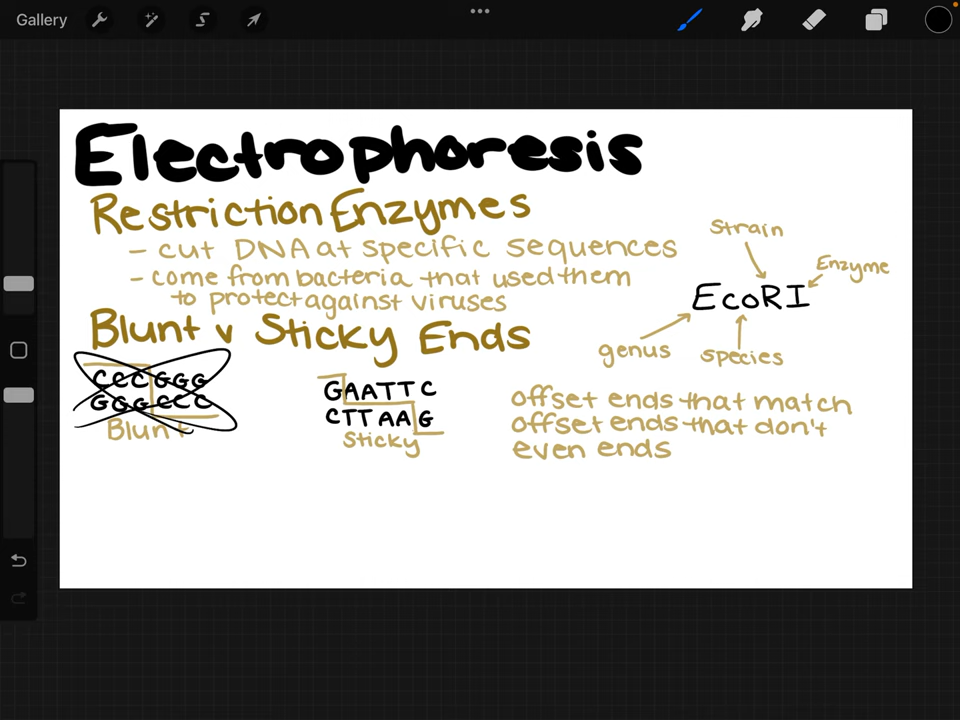 Gallery
Electrophoresis
Restriction Enzymes
- cut DNA at specific sequences
- come from bacteria that used them
to protect against viruses
strain
Enzyme
EcoRI
genus
species
Blunt v Sticky Ends
CCCGGG
GGGCCC
Blunt
GAATTC
CTTAAG
Sticky
offset ends that match
offset ends that don't
even ends